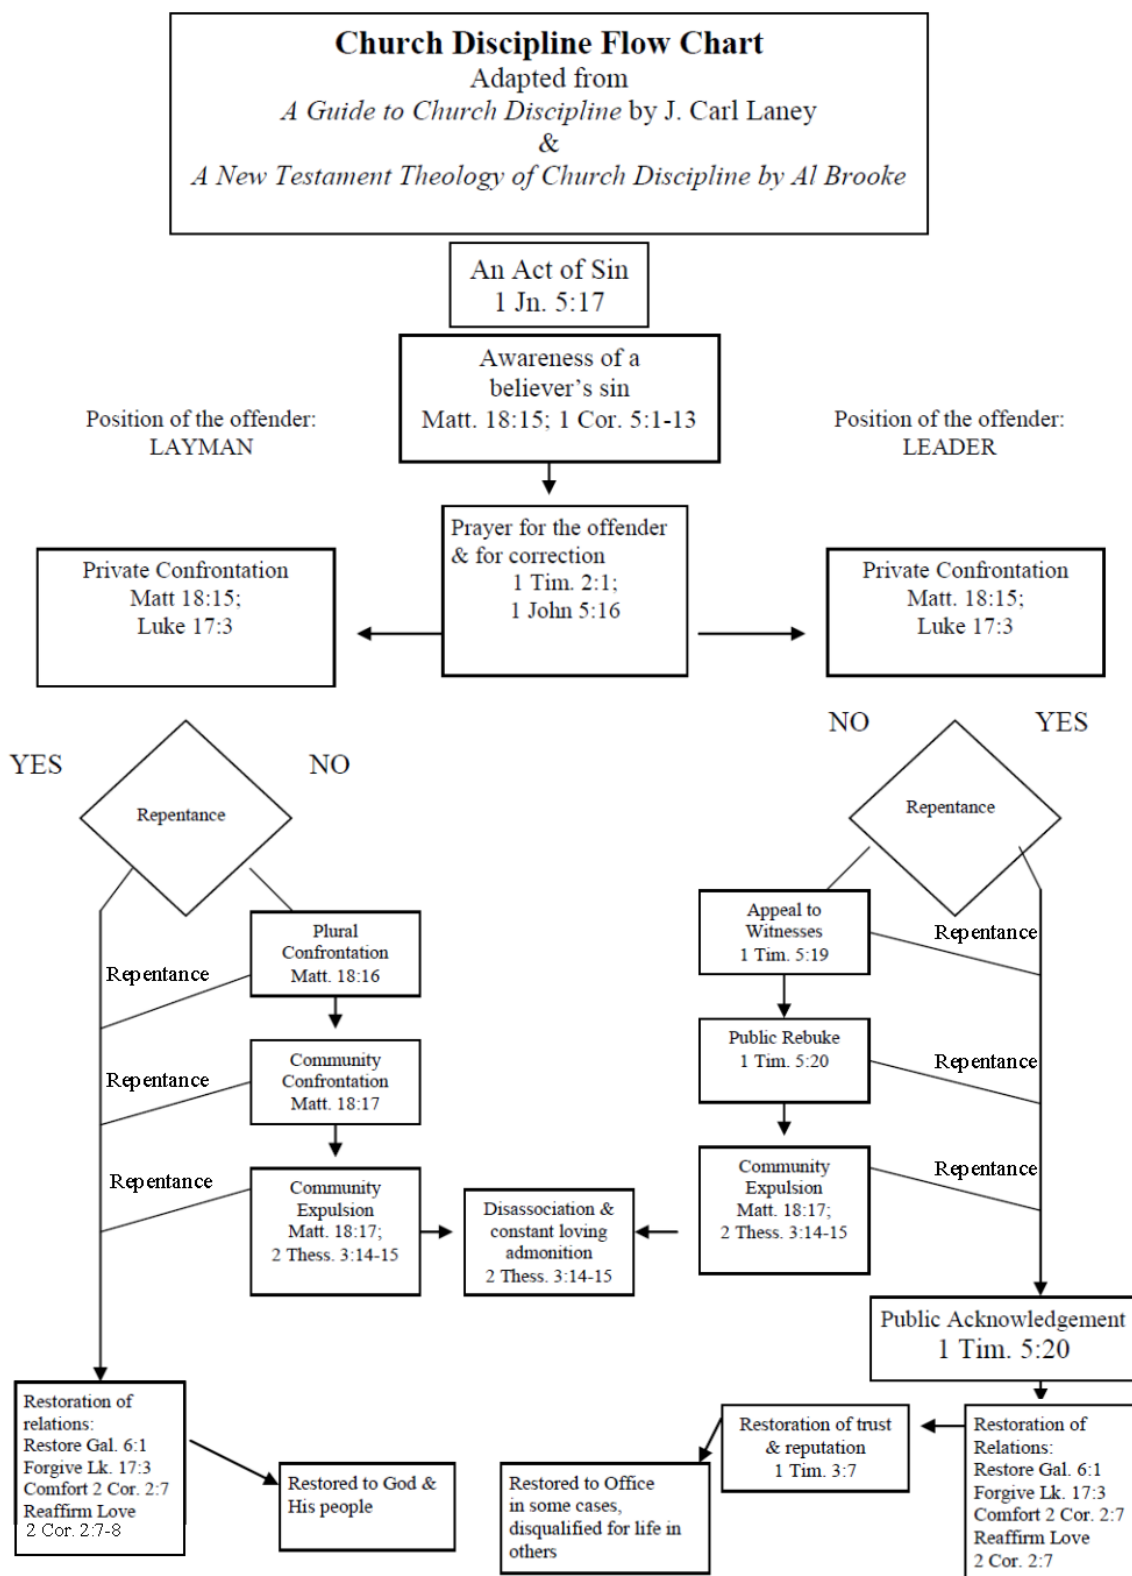 Church Discipline Flow Chart
Adapted from
A Guide to Church Discipline by J. Carl Laney
&
A New Testament Theology of Church Discipline by Al Brooke
An Act of Sin
1 Jn. 5:17
Awareness of a
believer’s sin
Matt. 18:15; 1 Cor. 5:1-13
Position of the offender:
LAYMAN
Position of the offender:
LEADER
Prayer for the offender
& for correction
1 Tim. 2:1;
1 John 5:16
Private Confrontation
Matt 18:15;
Luke 17:3
Private Confrontation
Matt. 18:15;
Luke 17:3
YES
NO
Repentance
NO
YES
Repentance
Plural
Confrontation
Matt. 18:16
Repentance
Community
Confrontation
Matt. 18:17
Repentance
Community
Expulsion
Matt. 18:17;
2 Thess. 3:14-15
Repentance
Disassociation &
constant loving
admonition
2 Thess. 3:14-15
Appeal to
Witnesses
1 Tim. 5:19
Repentance
Public Rebuke
1 Tim. 5:20
Repentance
Community
Expulsion
Matt. 18:17;
2 Thess. 3:14-15
Repentance
Public Acknowledgement
1 Tim. 5:20
Restoration of
relations:
Restore Gal. 6:1
Forgive Lk. 17:3
Comfort 2 Cor. 2:7
Reaffirm Love
2 Cor. 2:7-8
Restored to God &
His people
Restored to Office
in some cases,
disqualified for life in
others
Restoration of trust
& reputation
1 Tim. 3:7
Restoration of
Relations:
Restore Gal. 6:1
Forgive Lk. 17:3
Comfort 2 Cor. 2:7
Reaffirm Love
2 Cor. 2:7